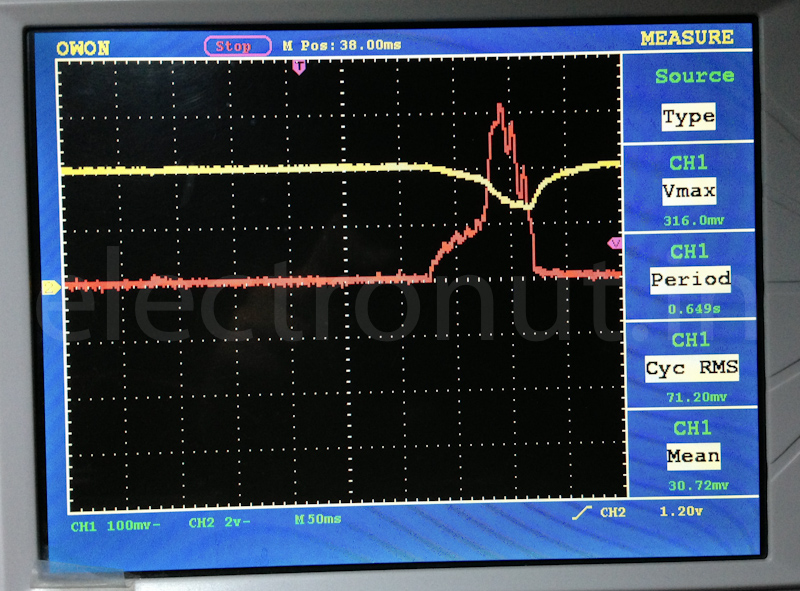 OWON
Stop
M Pos:38.00ms
MEASURE
T
Source
Type
CH1
Vmax
316.0mv
V
CH1
Period
0.649s
electronut.in
CH1
Cyc RMS
71.20mv
CH1
Mean
30.72mv
CH1 100mv-
CH2 2v-
M50ms
CH2
1.20v